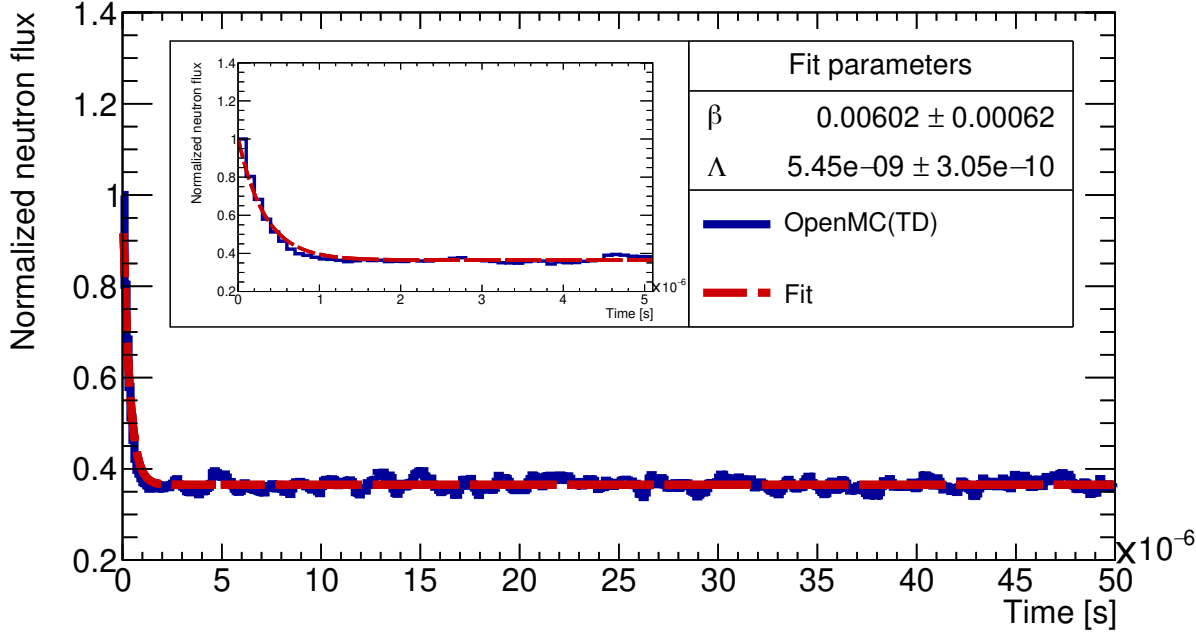 Normalized neutron flux
1.4
1.2
1
0.8
0.6
0.4
0.2
Normalized neutron flux
1.4
1.2
1
0.8
0.6
0.4
0.2
0 1 2 3 4 5
×10⁻⁶
Time [s]
Fit parameters
β 0.00602 ± 0.00062
Λ 5.45e−09 ± 3.05e−10
OpenMC(TD)
Fit
0 5 10 15 20 25 30 35 40 45 50
×10⁻⁶
Time [s]